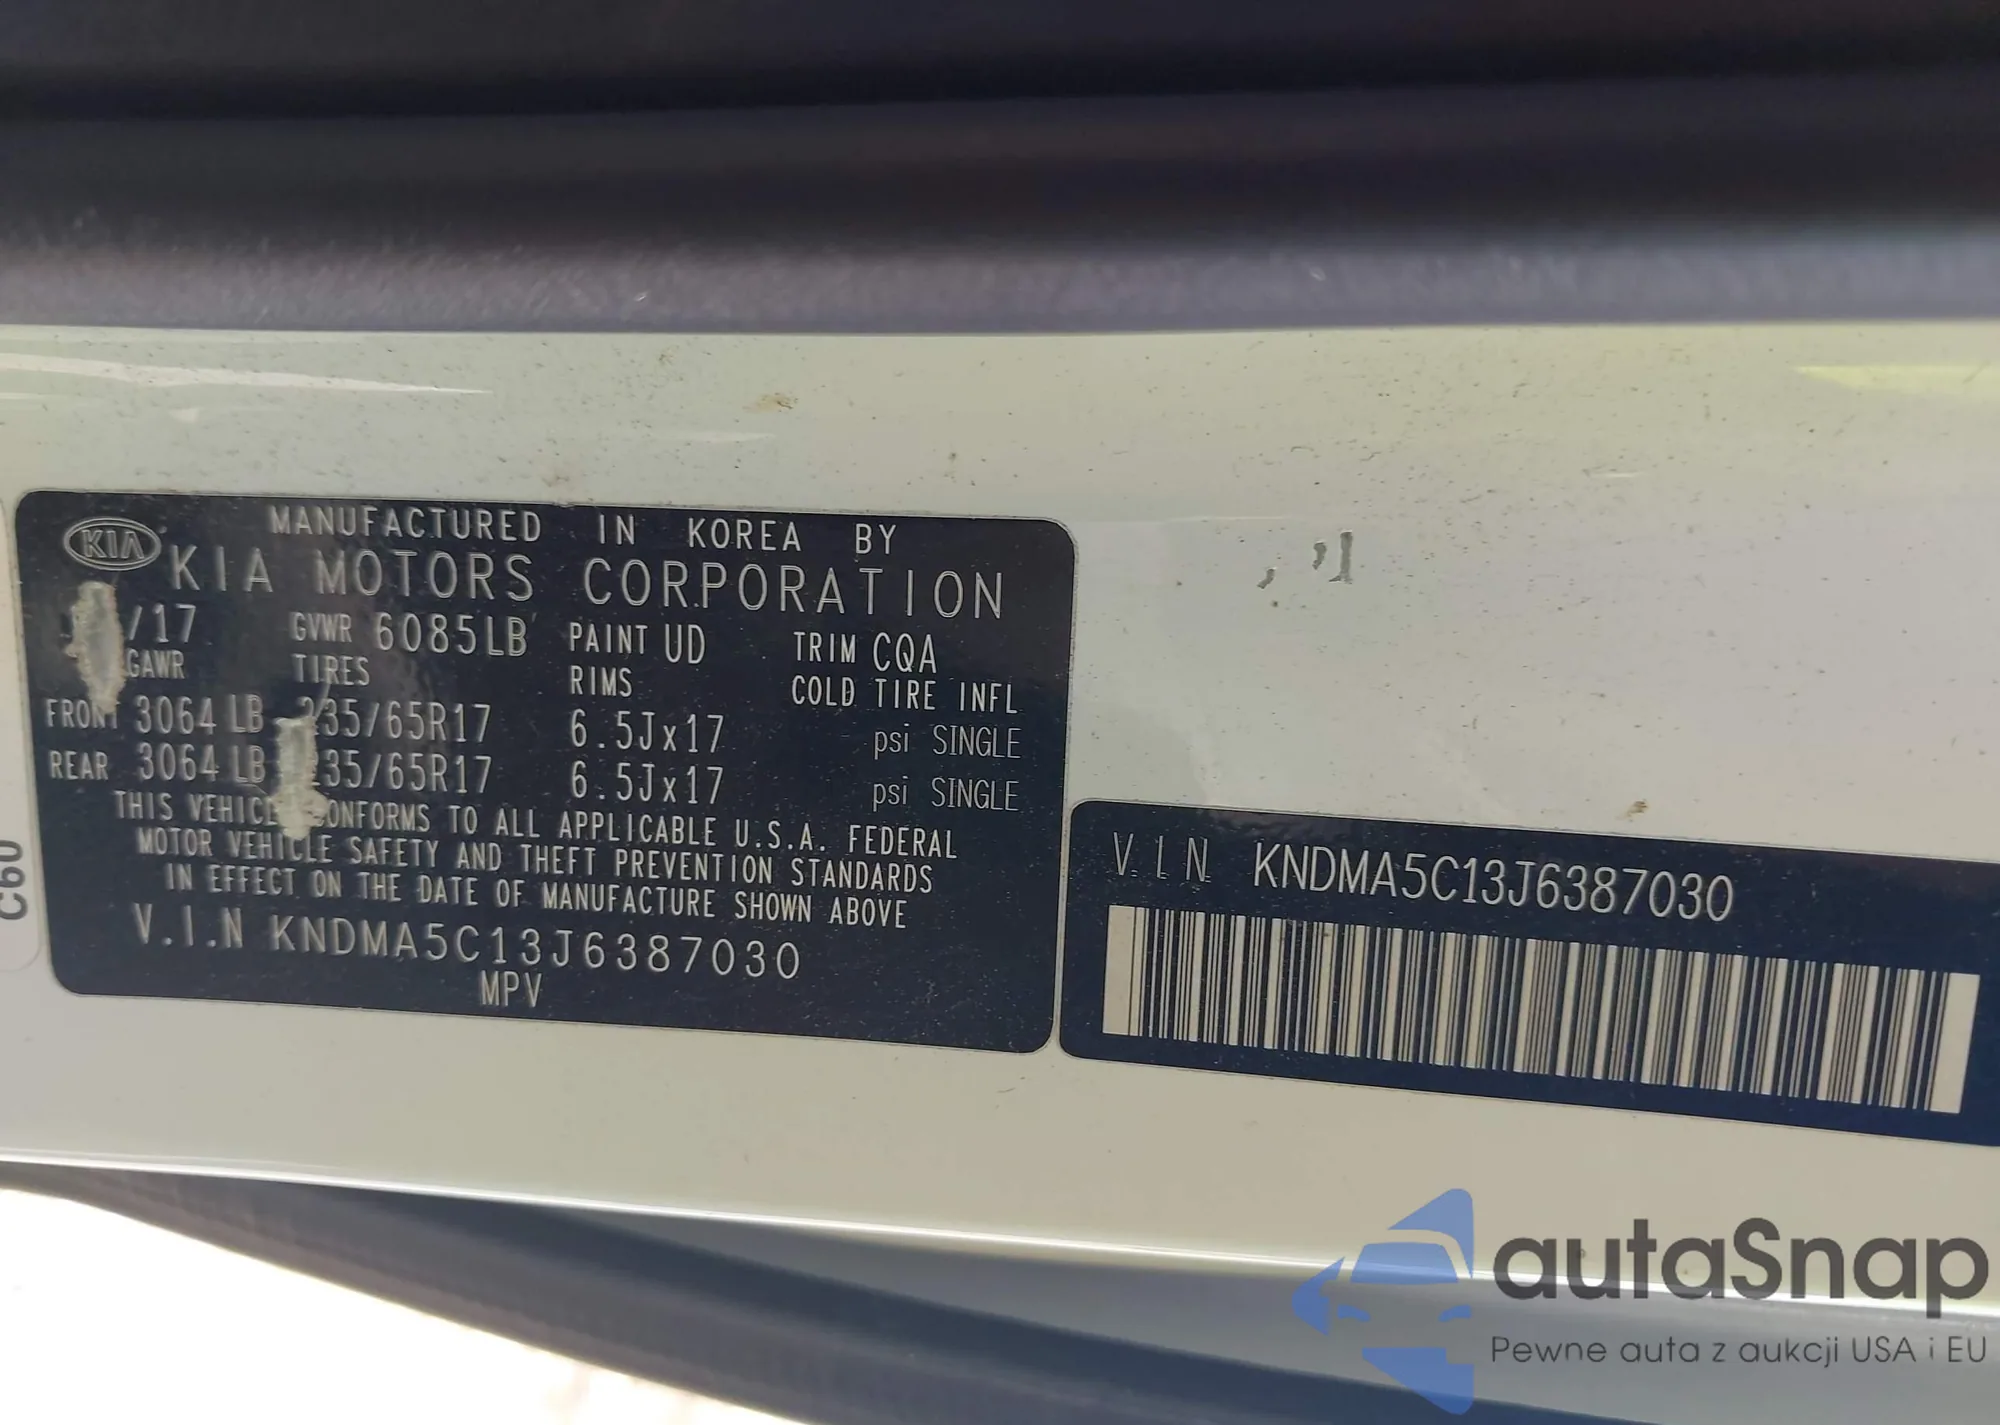 KIA
MANUFACTURED IN KOREA BY
KIA MOTORS CORPORATION
/17 GVWR 6085LB PAINT UD TRIM CQA
GAWR TIRES RIMS COLD TIRE INFL
FRONT 3064 LB 235/65R17 6.5Jx17 psi SINGLE
REAR 3064 LB 35/65R17 6.5Jx17 psi SINGLE
THIS VEHICLE CONFORMS TO ALL APPLICABLE U.S.A. FEDERAL
MOTOR VEHICLE SAFETY AND THEFT PREVENTION STANDARDS
IN EFFECT ON THE DATE OF MANUFACTURE SHOWN ABOVE
V.I.N KNDMA5C13J6387030
MPV
VIN KNDMA5C13J6387030
C60
autaSnap
Pewne auta z aukcji USA i EU